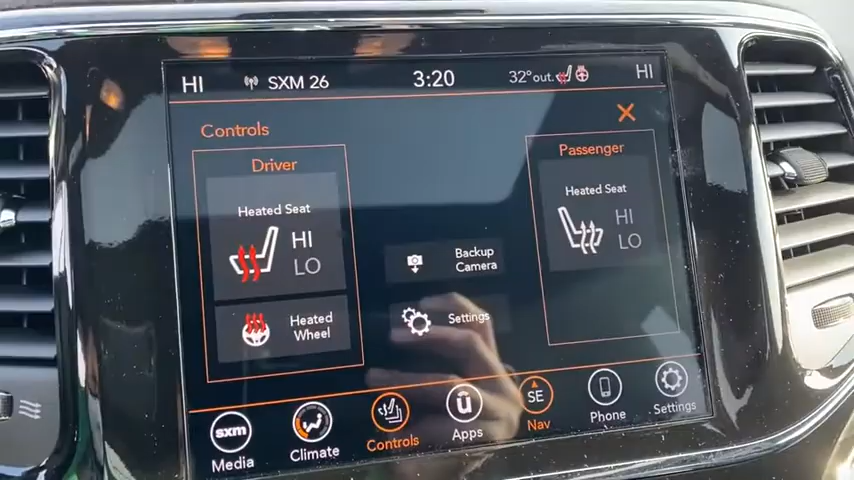 HI SXM 26 3:20 32° out. HI
Controls
Driver
Heated Seat
HI
LO
Heated
Wheel
Backup
Camera
Settings
Passenger
Heated Seat
HI
LO
sxm
Media
Climate
Controls
Apps
SE
Nav
Phone
Settings